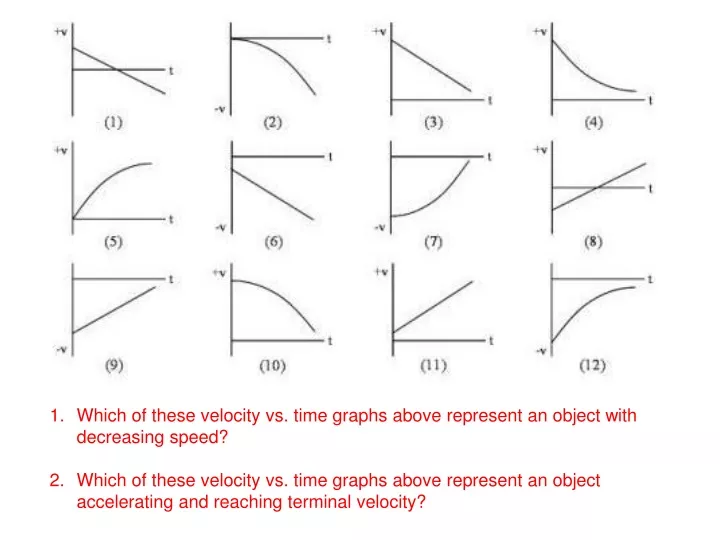 +v t (1)
t -v (2)
+v t (3)
+v t (4)
+v t (5)
t -v (6)
t -v (7)
+v t (8)
t -v (9)
+v t (10)
+v t (11)
t -v (12)
1. Which of these velocity vs. time graphs above represent an object with
decreasing speed?
2. Which of these velocity vs. time graphs above represent an object
accelerating and reaching terminal velocity?